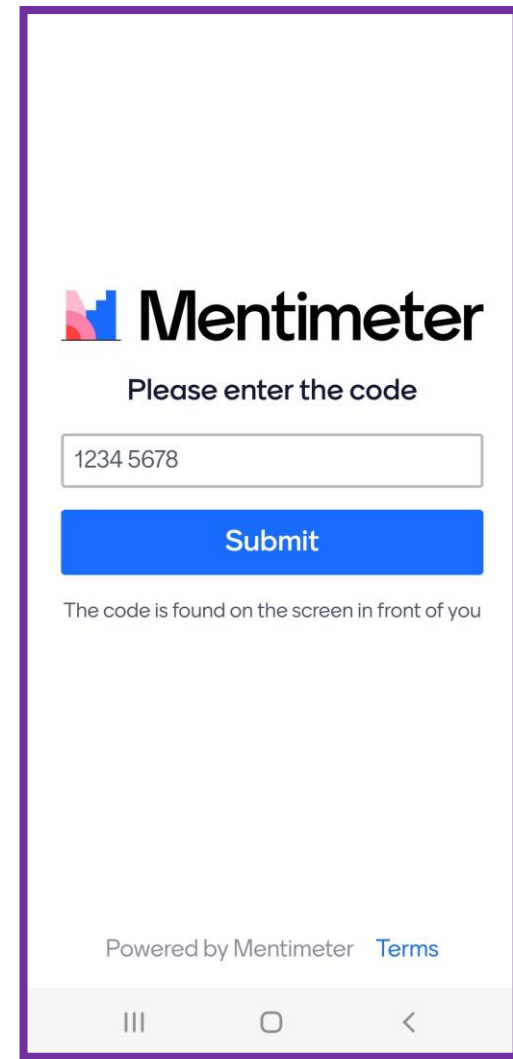 Mentimeter
Please enter the code
1234 5678
Submit
The code is found on the screen in front of you
Powered by Mentimeter Terms